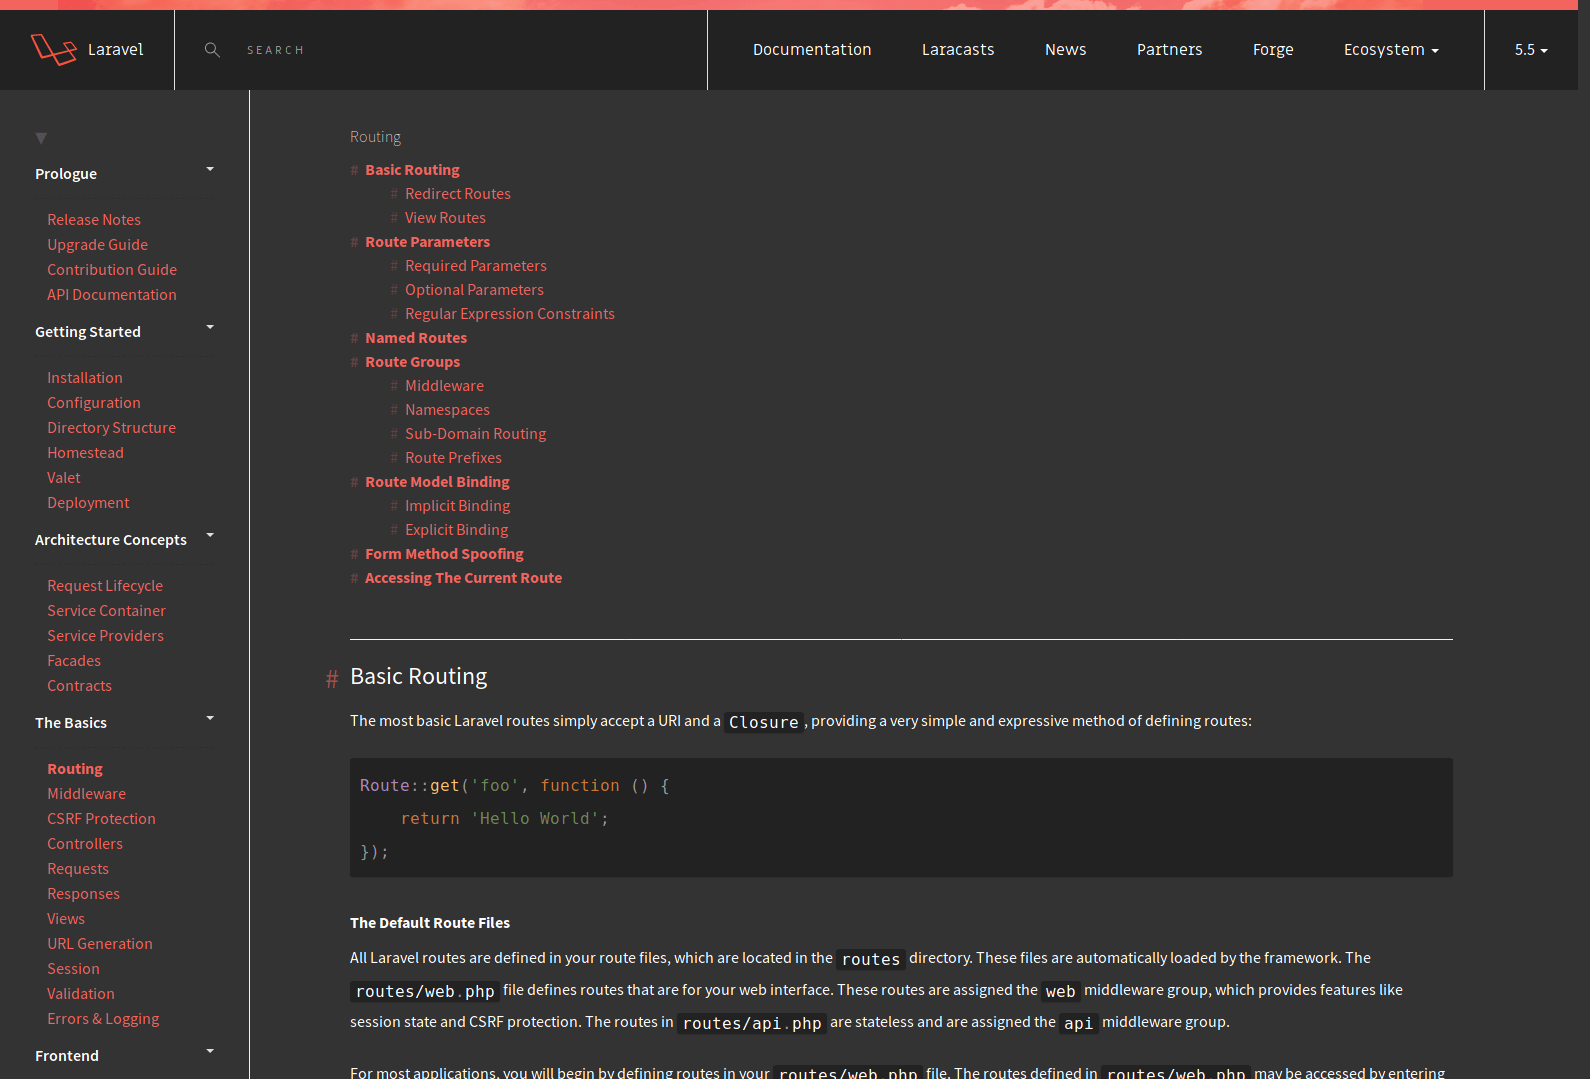 Laravel
SEARCH
Documentation
Laracasts
News
Partners
Forge
Ecosystem
5.5
Prologue
Release Notes
Upgrade Guide
Contribution Guide
API Documentation
Getting Started
Installation
Configuration
Directory Structure
Homestead
Valet
Deployment
Architecture Concepts
Request Lifecycle
Service Container
Service Providers
Facades
Contracts
The Basics
Routing
Middleware
CSRF Protection
Controllers
Requests
Responses
Views
URL Generation
Session
Validation
Errors & Logging
Frontend
Routing
# Basic Routing
# Redirect Routes
# View Routes
# Route Parameters
# Required Parameters
# Optional Parameters
# Regular Expression Constraints
# Named Routes
# Route Groups
# Middleware
# Namespaces
# Sub-Domain Routing
# Route Prefixes
# Route Model Binding
# Implicit Binding
# Explicit Binding
# Form Method Spoofing
# Accessing The Current Route
# Basic Routing
The most basic Laravel routes simply accept a URI and a Closure, providing a very simple and expressive method of defining routes:
Route::get('foo', function () {
    return 'Hello World';
});
The Default Route Files
All Laravel routes are defined in your route files, which are located in the routes directory. These files are automatically loaded by the framework. The
routes/web.php file defines routes that are for your web interface. These routes are assigned the web middleware group, which provides features like
session state and CSRF protection. The routes in routes/api.php are stateless and are assigned the api middleware group.
For most applications, you will begin by defining routes in your routes/web.php file. The routes defined in routes/web.php may be accessed by entering